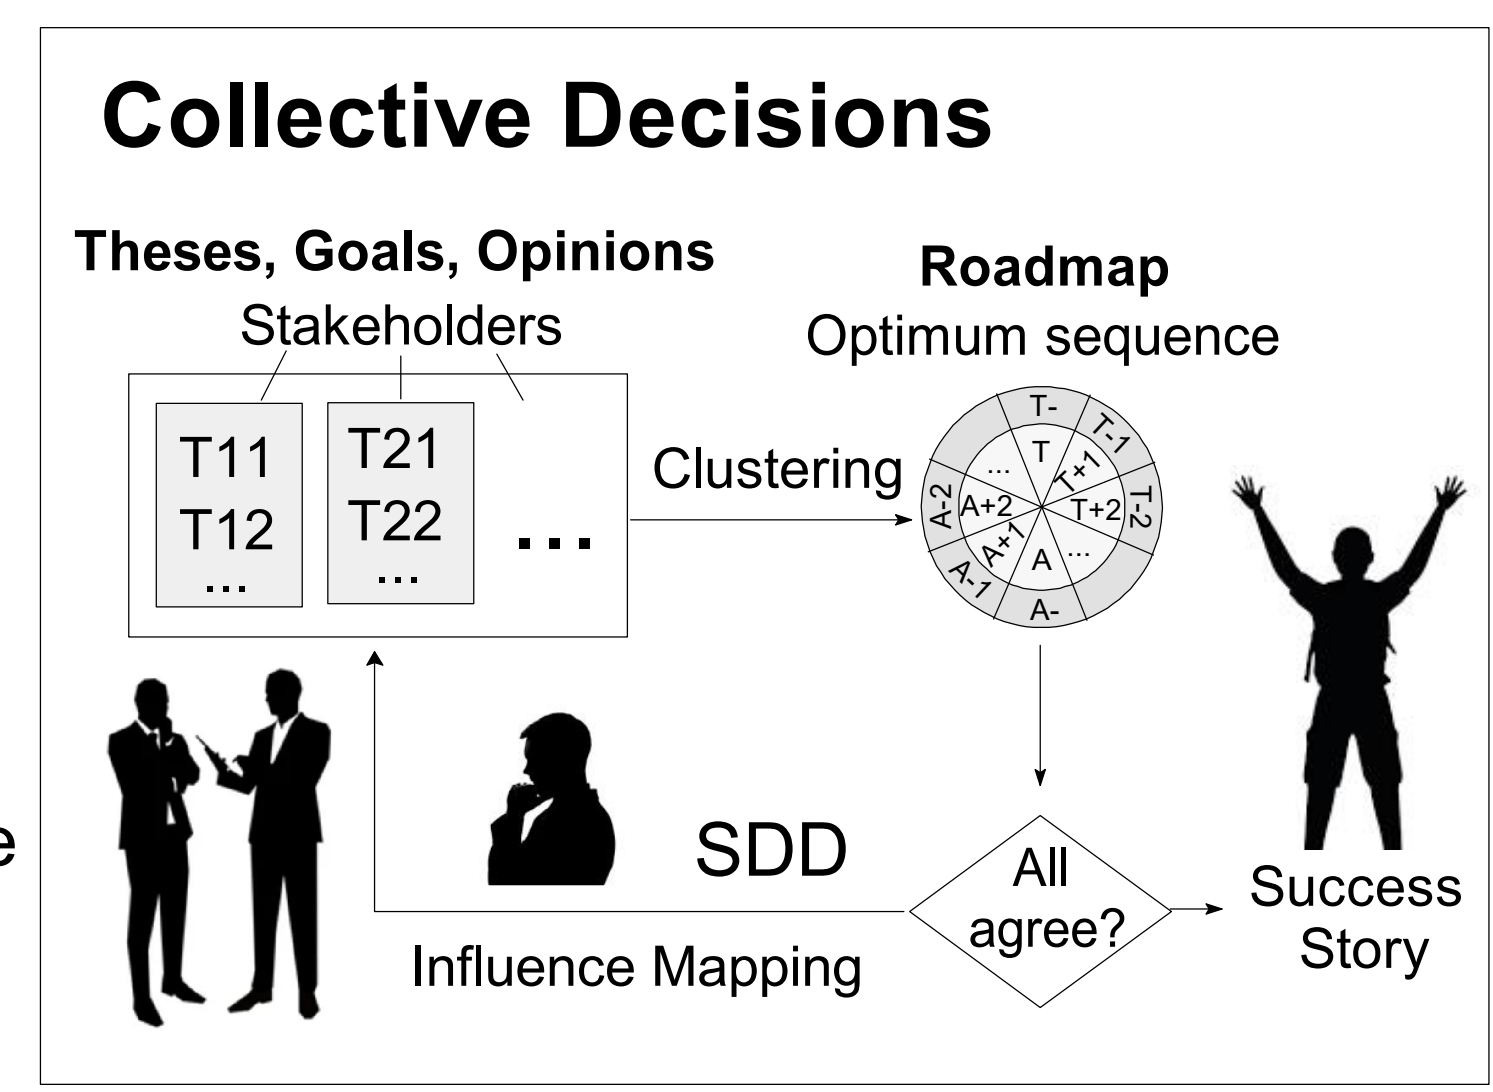 Collective Decisions
Theses, Goals, Opinions
Stakeholders
T11
T12
...
T21
T22
...
...
Clustering
Roadmap
Optimum sequence
T-
T-1
T-2
A-
A-1
A-2
T
T+1
T+2
...
A
A+1
A+2
...
All
agree?
Success
Story
SDD
Influence Mapping
e